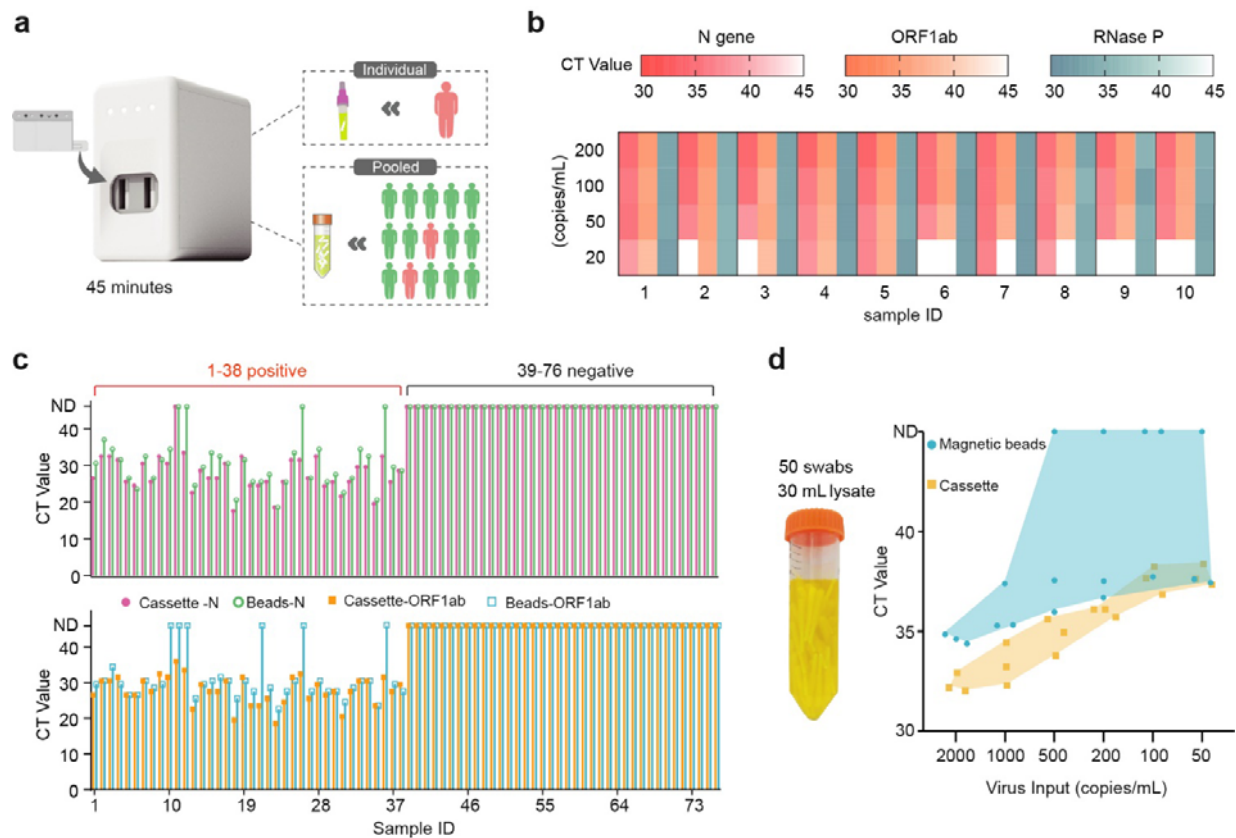 a
Individual
Pooled
45 minutes
b
N gene
ORF1ab
RNase P
CT Value
30 35 40 45
30 35 40 45
30 35 40 45
200
100
50
20
(copies/mL)
1 2 3 4 5 6 7 8 9 10
sample ID
c
1-38 positive
39-76 negative
ND
40
30
20
10
0
CT Value
Cassette -N
Beads-N
Cassette-ORF1ab
Beads-ORF1ab
ND
40
30
20
10
0
CT Value
1 10 19 28 37 46 55 64 73
Sample ID
d
50 swabs
30 mL lysate
ND
Magnetic beads
Cassette
40
35
30
CT Value
2000 1000 500 200 100 50
Virus Input (copies/mL)